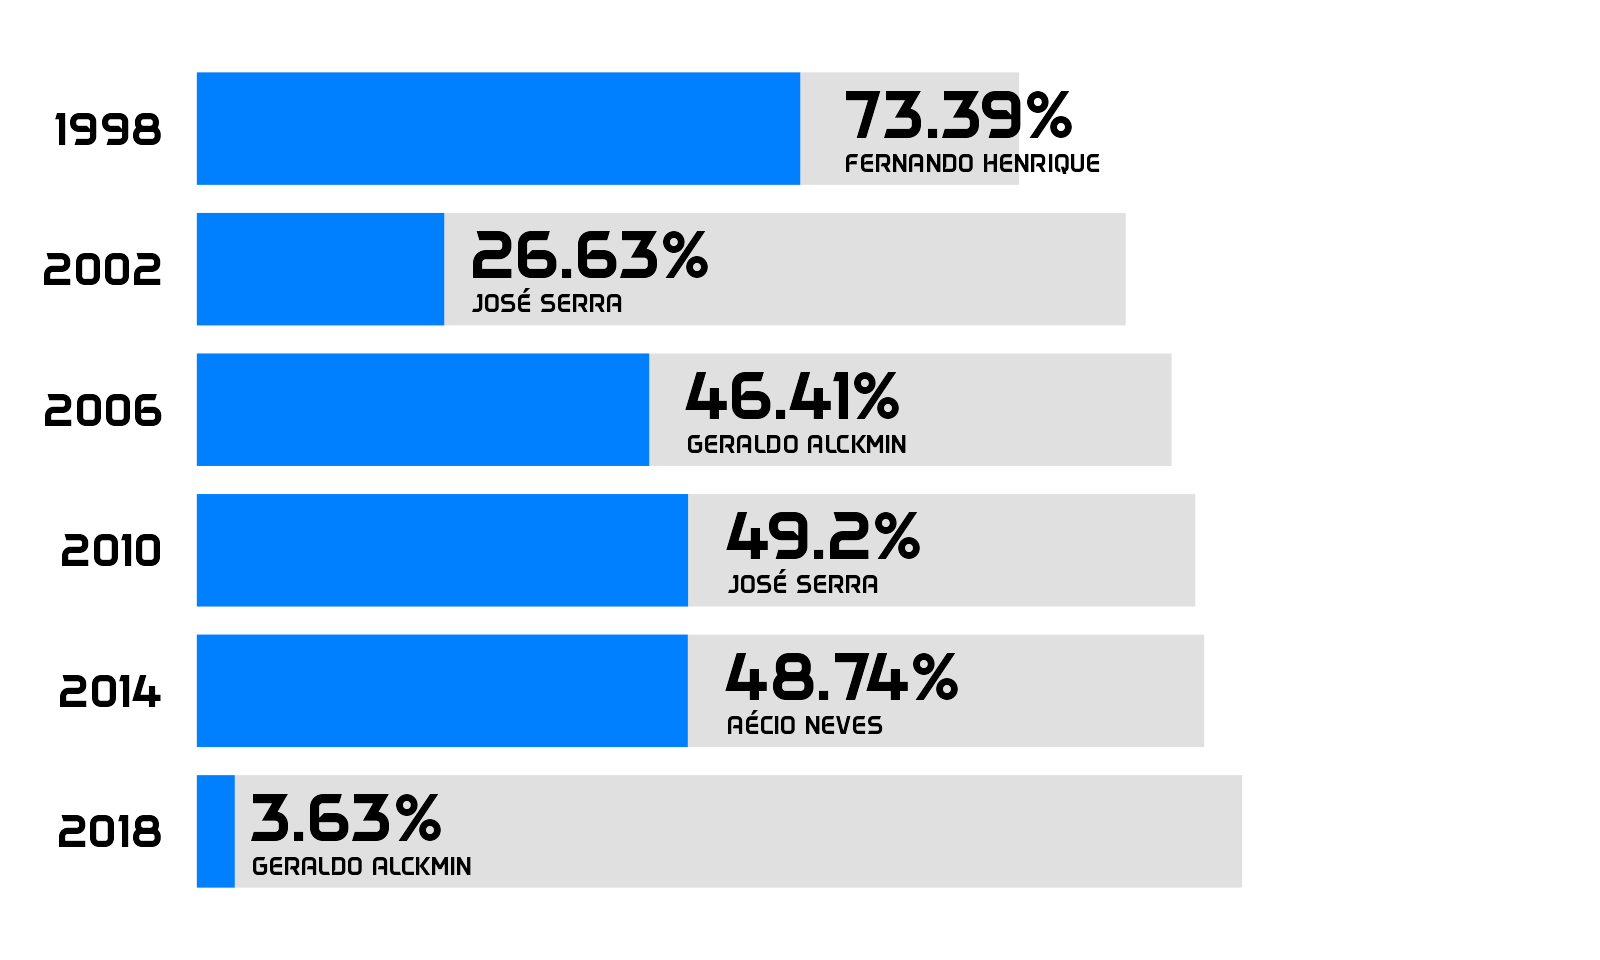 1998
73.39%
FERNANDO HENRIQUE
2002
26.63%
JOSÉ SERRA
2006
46.41%
GERALDO ALCKMIN
2010
49.2%
JOSÉ SERRA
2014
48.74%
AÉCIO NEVES
2018
3.63%
GERALDO ALCKMIN